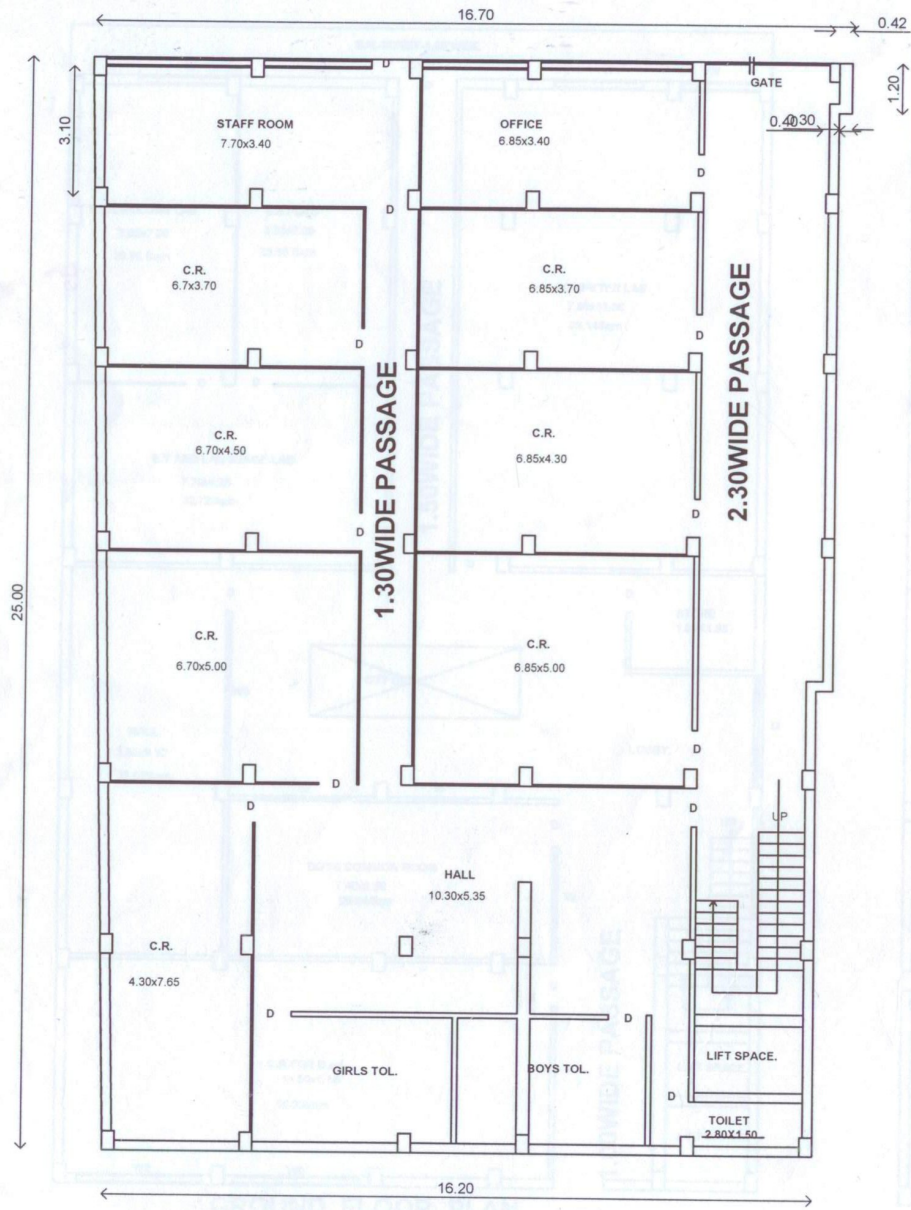 16.70
0.42
GATE
1.20
0.40
0.30
3.10
D
STAFF ROOM
7.70x3.40
OFFICE
6.85x3.40
D
D
C.R.
6.7x3.70
C.R.
6.85x3.70
D
D
1.30WIDE PASSAGE
2.30WIDE PASSAGE
C.R.
6.70x4.50
C.R.
6.85x4.30
D
D
25.00
C.R.
6.70x5.00
C.R.
6.85x5.00
D
D
D
D
UP
HALL
10.30x5.35
C.R.
4.30x7.65
D
D
GIRLS TOL.
BOYS TOL.
LIFT SPACE.
D
TOILET
2.80X1.50
16.20